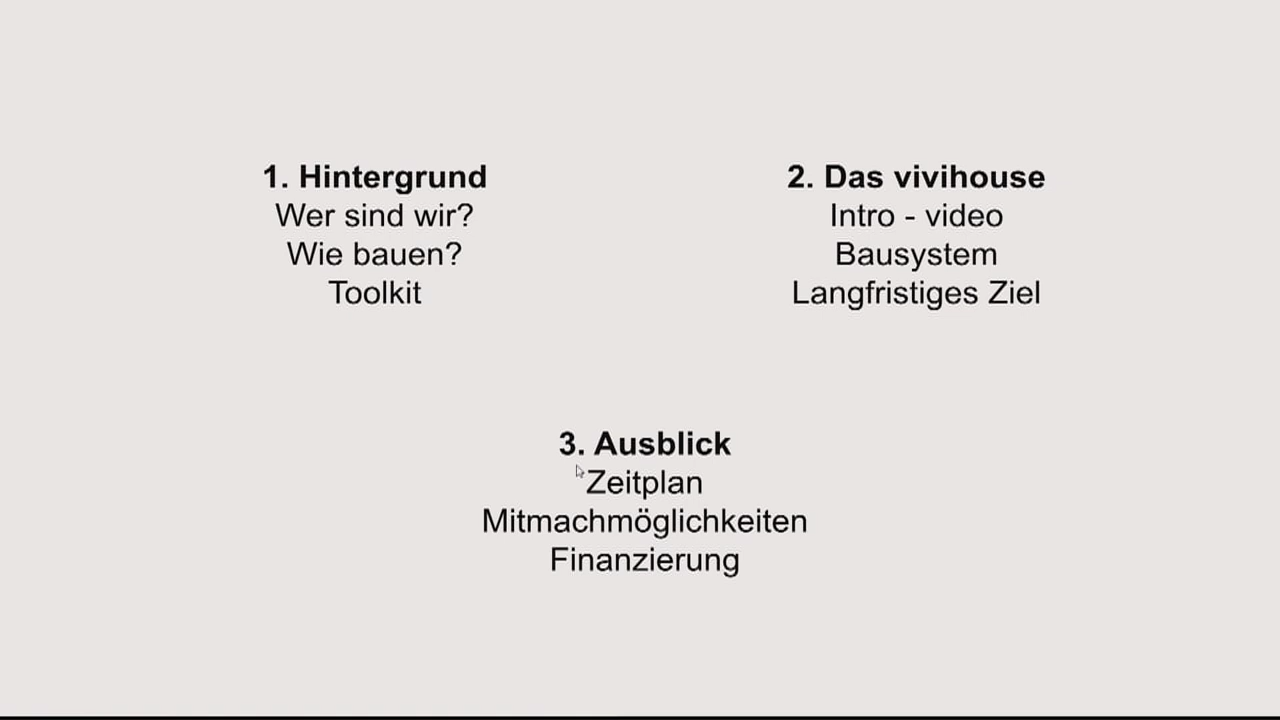 1. Hintergrund
Wer sind wir?
Wie bauen?
Toolkit
2. Das vivihouse
Intro - video
Bausystem
Langfristiges Ziel
3. Ausblick
Zeitplan
Mitmachmöglichkeiten
Finanzierung